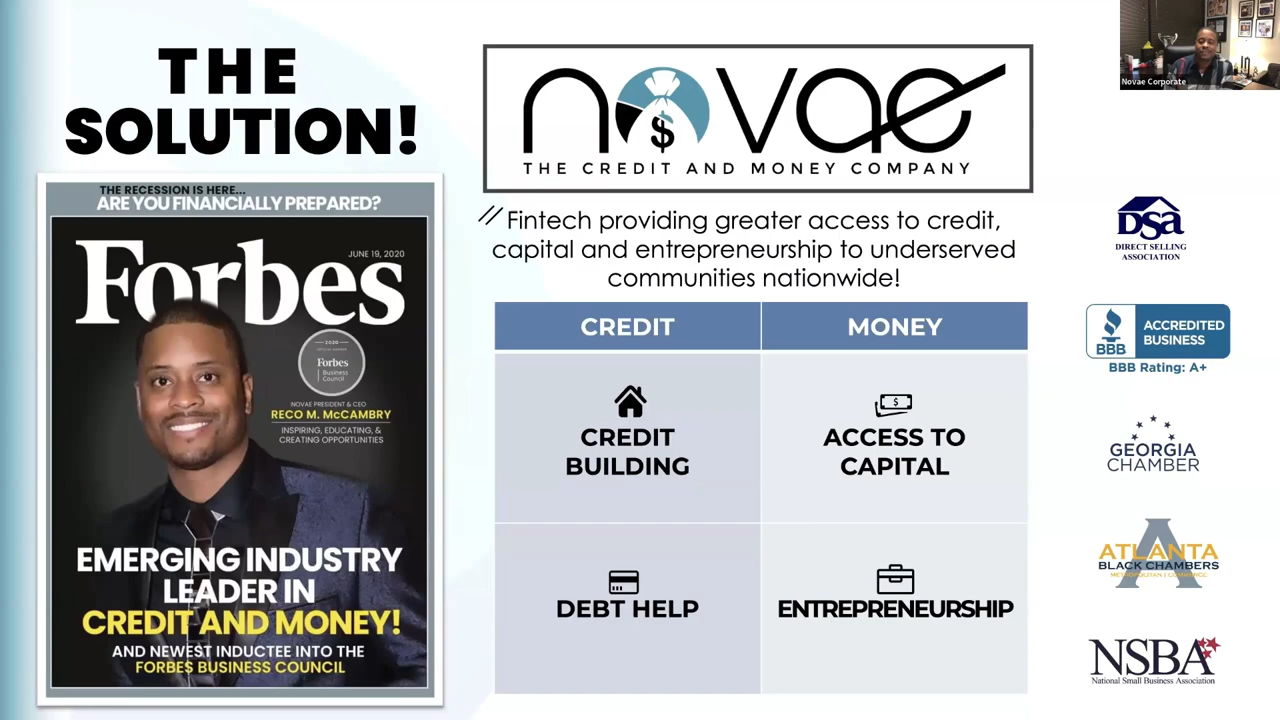 THE
SOLUTION!
THE RECESSION IS HERE...
ARE YOU FINANCIALLY PREPARED?
Forbes
JUNE 19, 2020
2020
Forbes
Business
Council
NOVAE PRESIDENT & CEO
RECO M. McCAMBRY
INSPIRING, EDUCATING, &
CREATING OPPORTUNITIES
EMERGING INDUSTRY
LEADER IN
CREDIT AND MONEY!
AND NEWEST INDUCTEE INTO THE
FORBES BUSINESS COUNCIL
novae
$
THE CREDIT AND MONEY COMPANY
Fintech providing greater access to credit,
capital and entrepreneurship to underserved
communities nationwide!
CREDIT
MONEY
CREDIT
BUILDING
$
ACCESS TO
CAPITAL
DEBT HELP
ENTREPRENEURSHIP
Novae Corporate
DSA
DIRECT SELLING
ASSOCIATION
BBB
ACCREDITED
BUSINESS
BBB Rating: A+
GEORGIA
CHAMBER
A
ATLANTA
BLACK CHAMBERS
NSBA
National Small Business Association